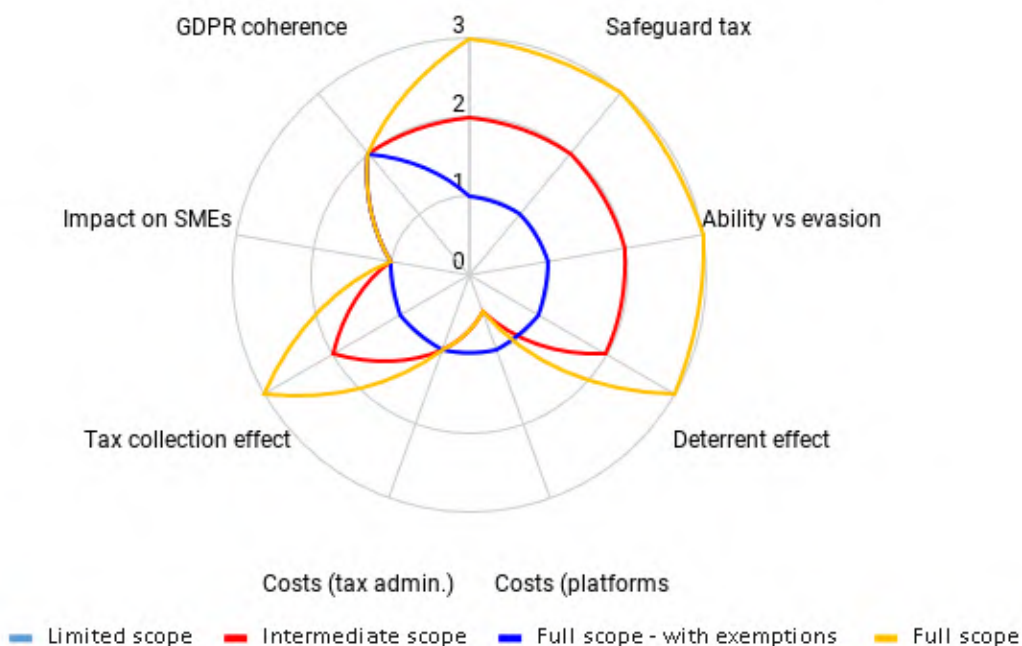 GDPR coherence
3
Safeguard tax
2
1
Impact on SMEs
0
Ability vs evasion
Tax collection effect
Deterrent effect
Costs (tax admin.)
Costs (platforms
Limited scope
Intermediate scope
Full scope - with exemptions
Full scope